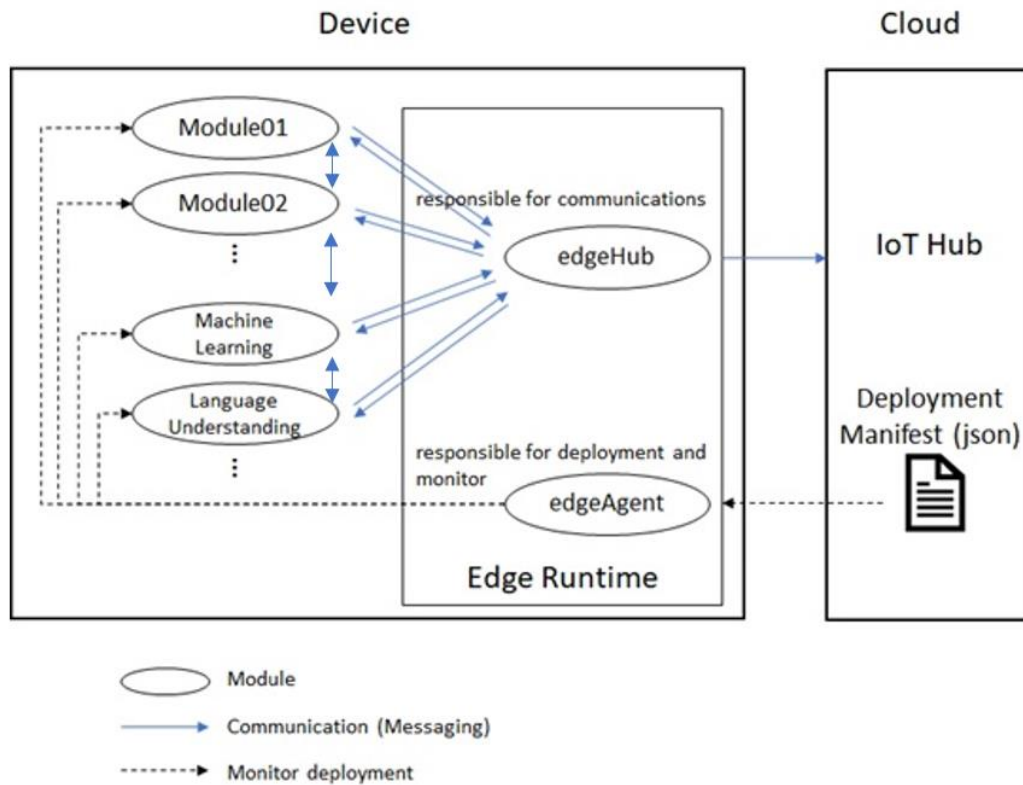 Device
Cloud
Module01
Module02
⋮
Machine
Learning
Language
Understanding
⋮
responsible for communications
edgeHub
responsible for deployment and
monitor
edgeAgent
Edge Runtime
IoT Hub
Deployment
Manifest (json)
Module
Communication (Messaging)
Monitor deployment